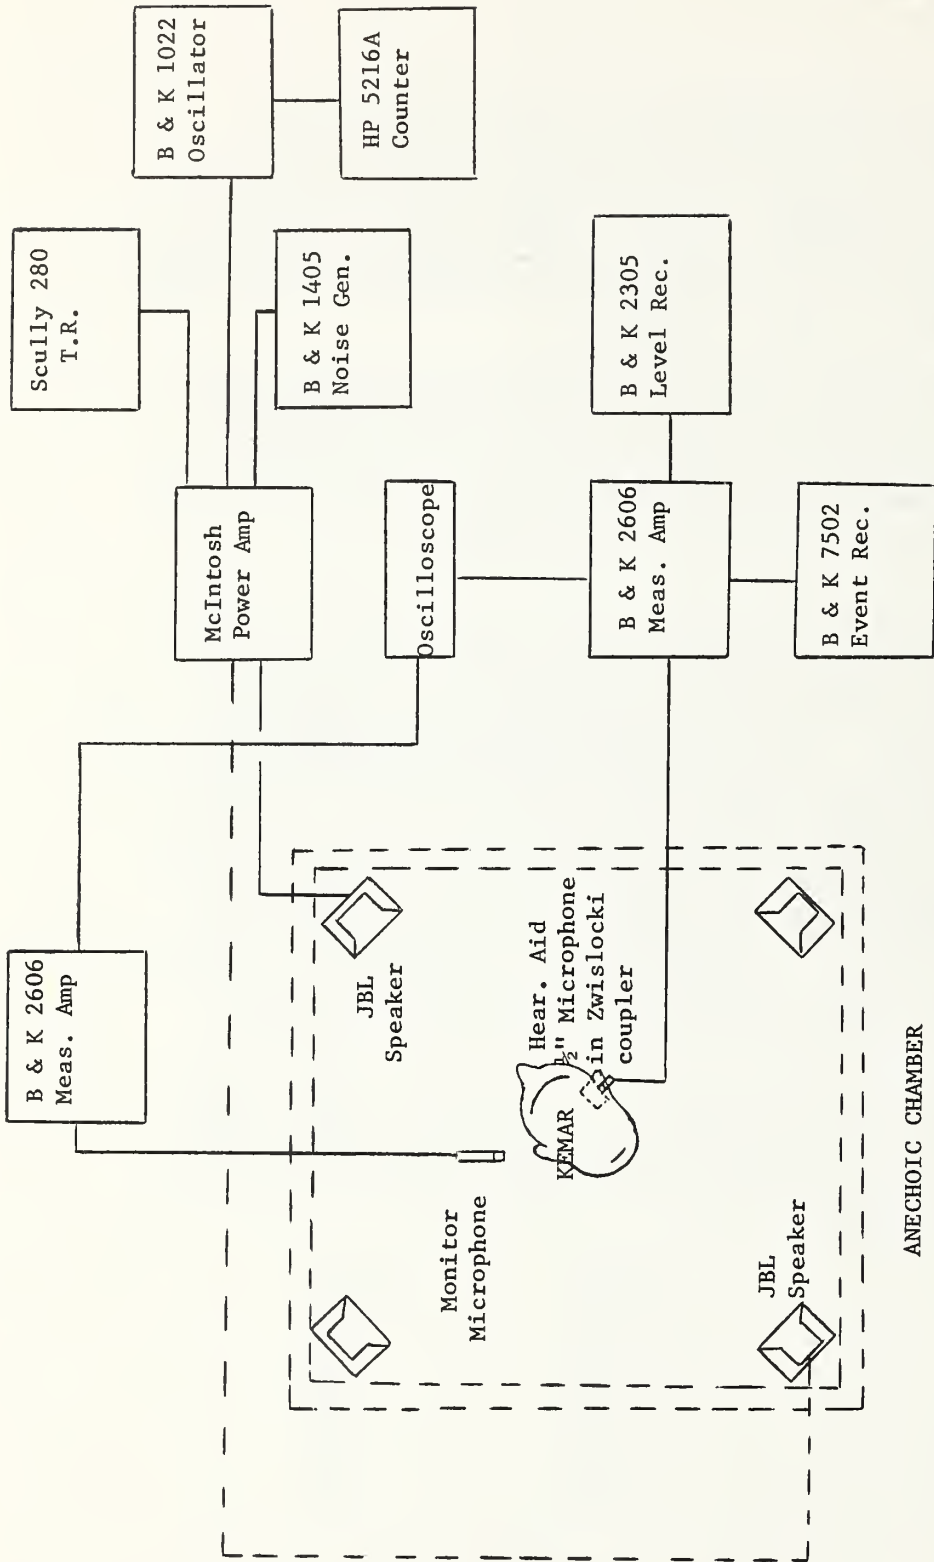 B & K 2606
Meas. Amp
McIntosh
Power Amp
Scully 280
T.R.
B & K 1022
Oscillator
B & K 1405
Noise Gen.
HP 5216A
Counter
Oscilloscope
B & K 2606
Meas. Amp
B & K 2305
Level Rec.
B & K 7502
Event Rec.
JBL
Speaker
Monitor
Microphone
KEMAR
Hear. Aid
½" Microphone
in Zwislocki
coupler
JBL
Speaker
ANECHOIC CHAMBER